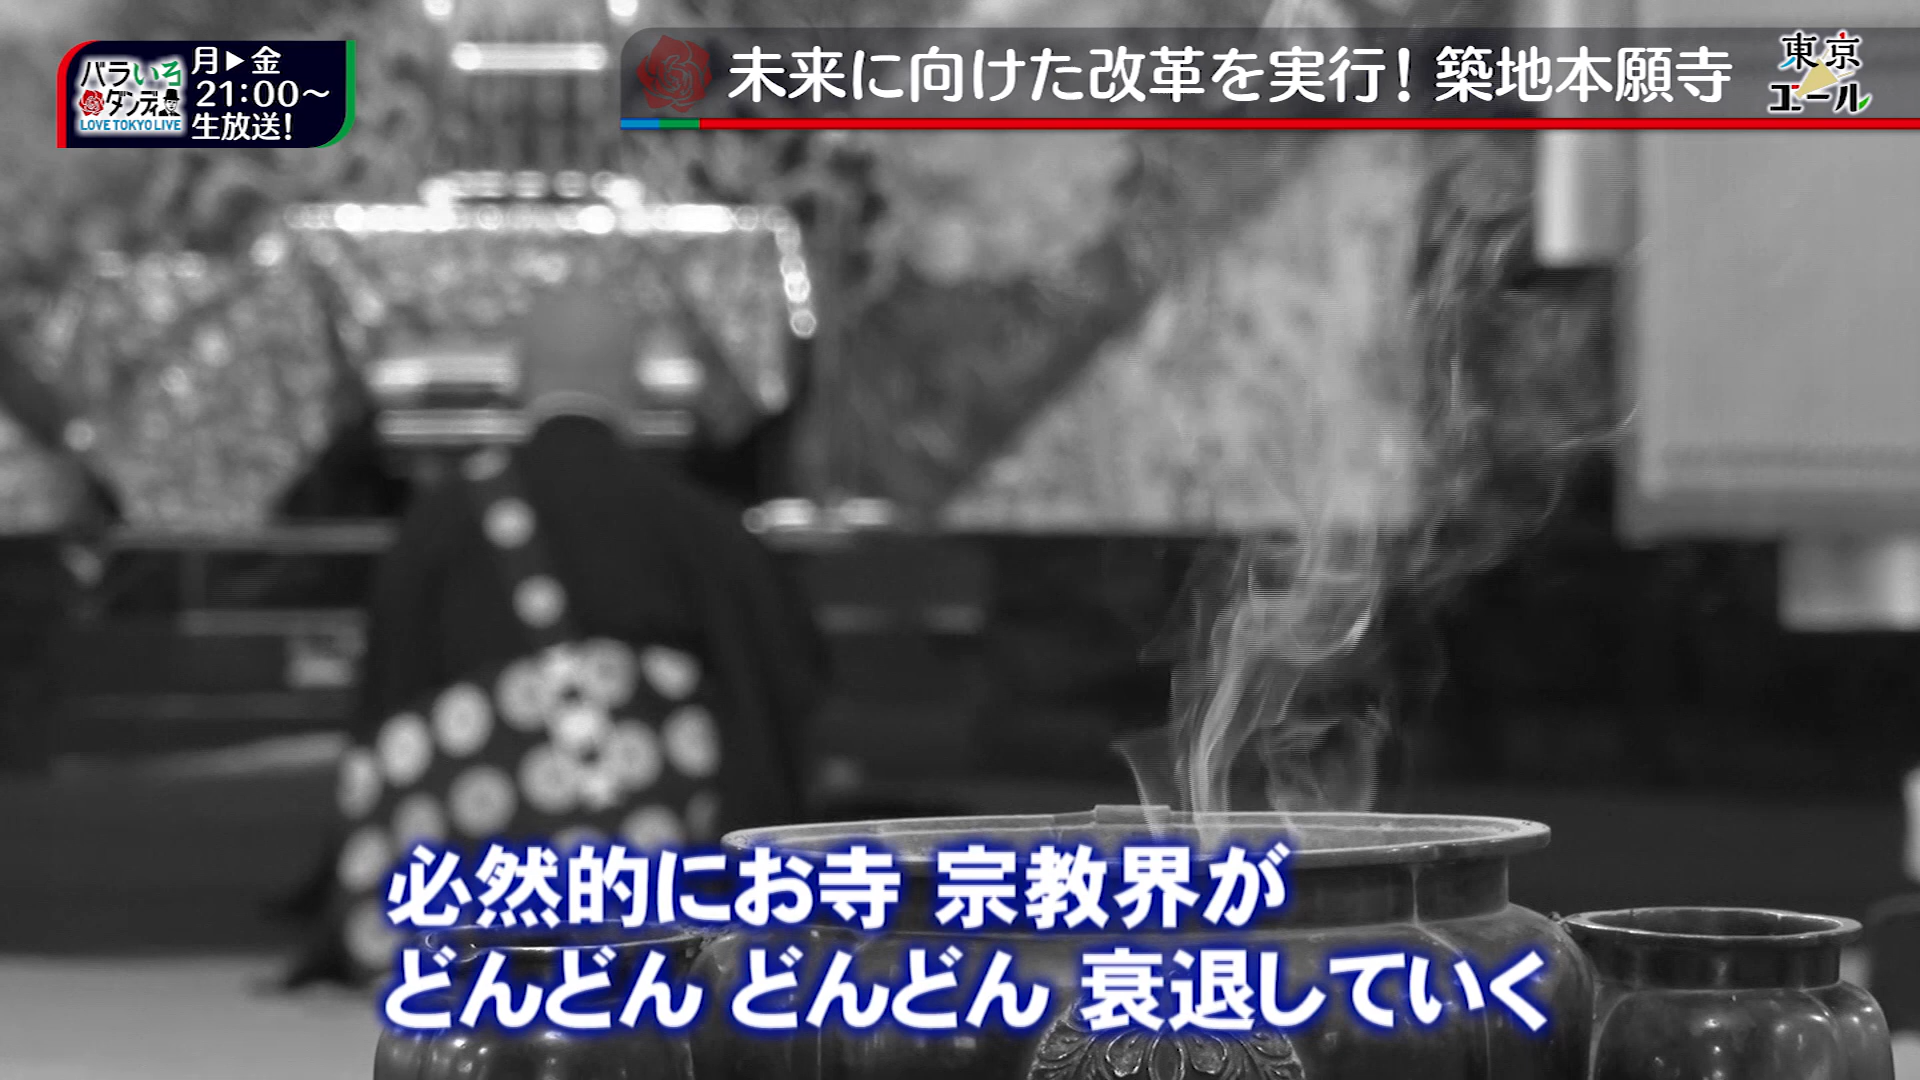 バラいろ
ダンディ
LOVE TOKYO LIVE
月▶金
21:00～
生放送!
未来に向けた改革を実行! 築地本願寺
東京
エール
必然的にお寺 宗教界が
どんどん どんどん 衰退していく